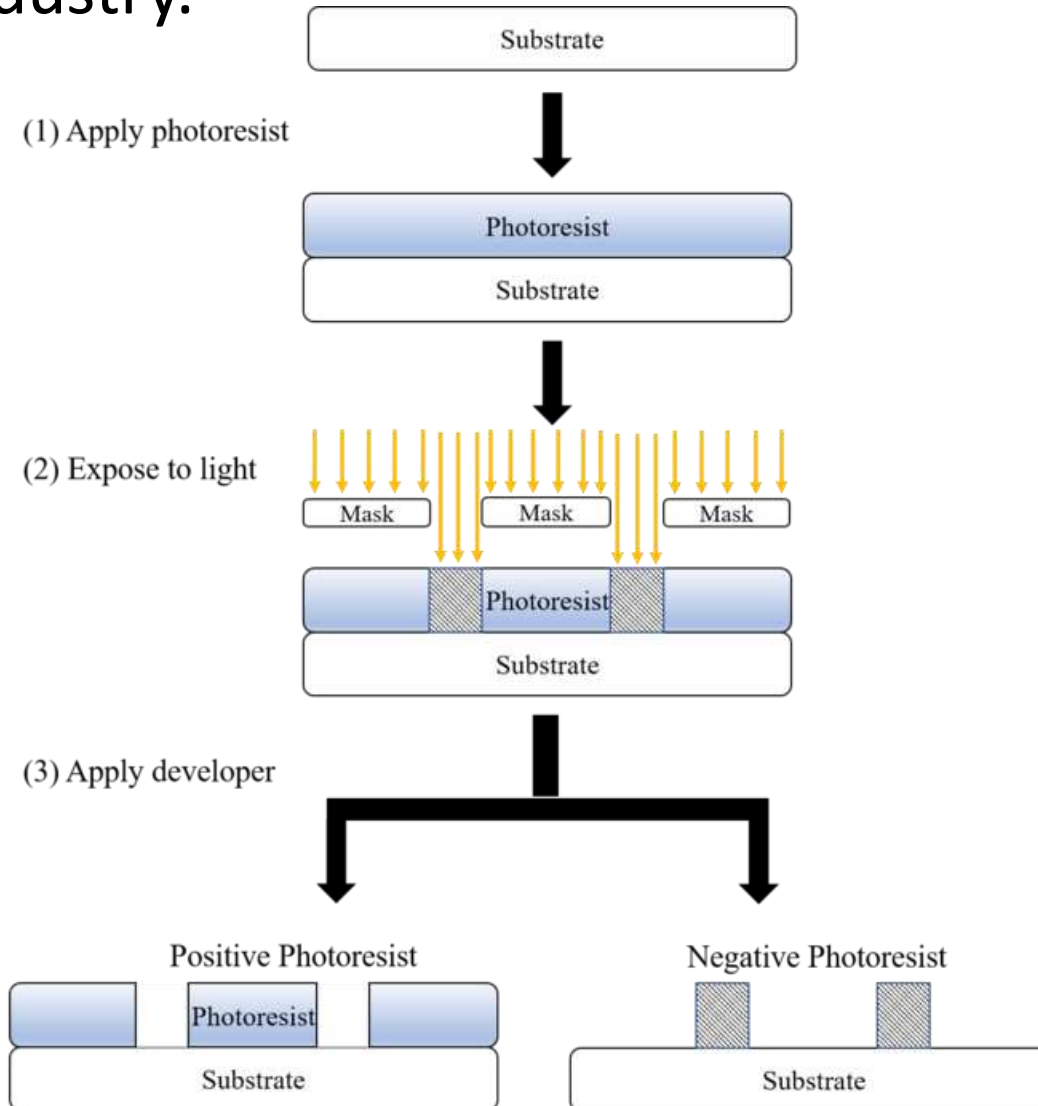 Substrate
(1) Apply photoresist
Photoresist
Substrate
(2) Expose to light
Mask Mask Mask
Photoresist
Substrate
(3) Apply developer
Positive Photoresist Negative Photoresist
Photoresist
Substrate Substrate